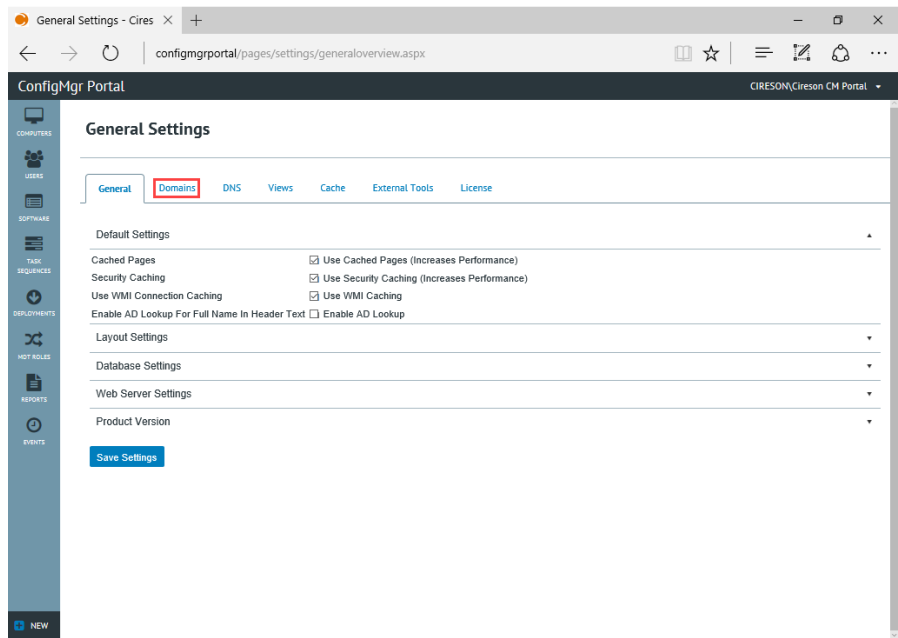 General Settings - Cires
configmgrportal/pages/settings/generaloverview.aspx
ConfigMgr Portal
CIRESON\Cireson CM Portal
COMPUTERS
USERS
SOFTWARE
TASK
SEQUENCES
DEPLOYMENTS
MDT ROLES
REPORTS
EVENTS
NEW
General Settings
General Domains DNS Views Cache External Tools License
Default Settings
Cached Pages Use Cached Pages (Increases Performance)
Security Caching Use Security Caching (Increases Performance)
Use WMI Connection Caching Use WMI Caching
Enable AD Lookup For Full Name In Header Text Enable AD Lookup
Layout Settings
Database Settings
Web Server Settings
Product Version
Save Settings